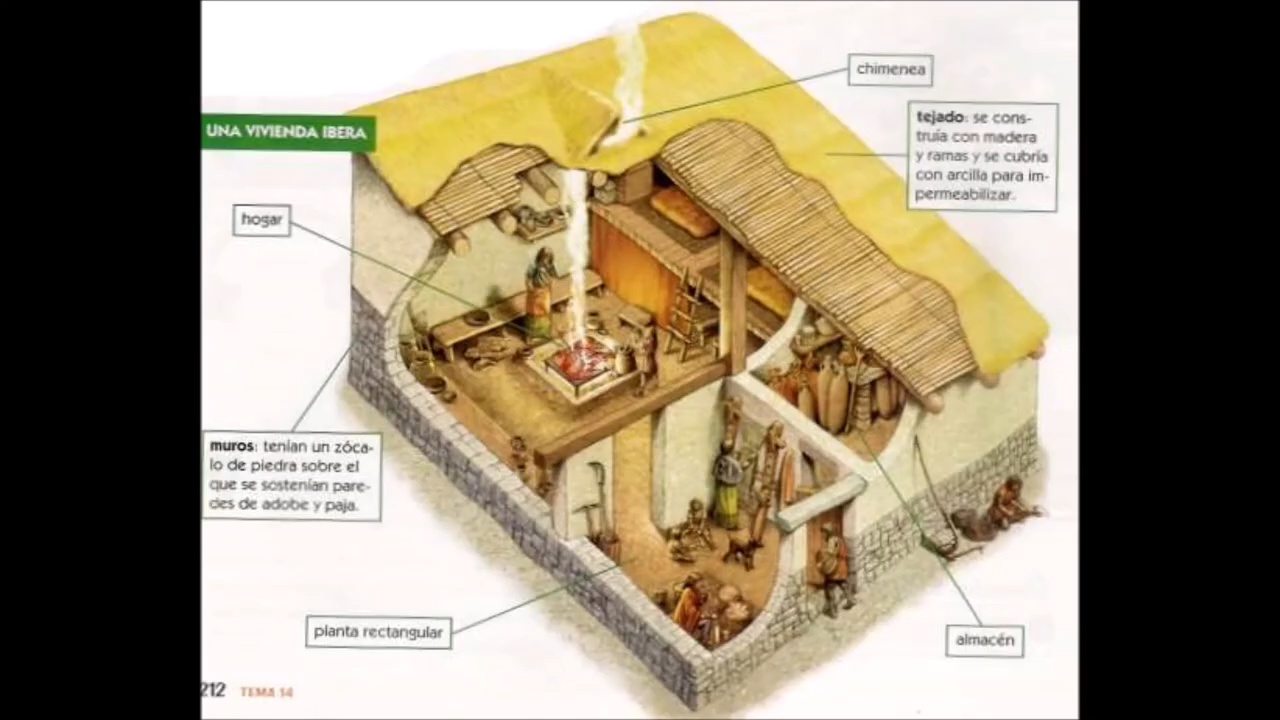 chimenea
tejado: se cons-
truía con madera
y ramas y se cubría
con arcilla para im-
permeabilizar.
UNA VIVIENDA IBERA
hogar
muros: tenían un zóca-
lo de piedra sobre el
que se sostenían pare-
des de adobe y paja.
planta rectangular
almacén
212 TEMA 14